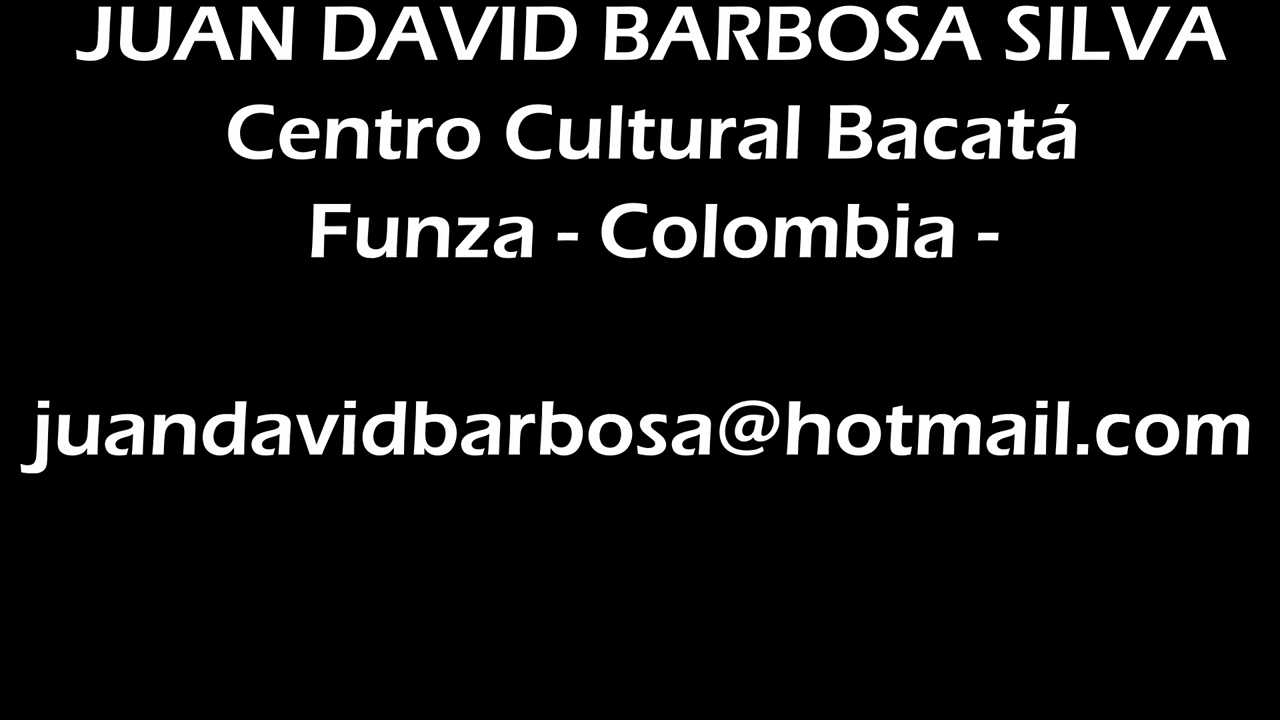 JUAN DAVID BARBOSA SILVA
Centro Cultural Bacatá
Funza - Colombia -
juandavidbarbosa@hotmail.com